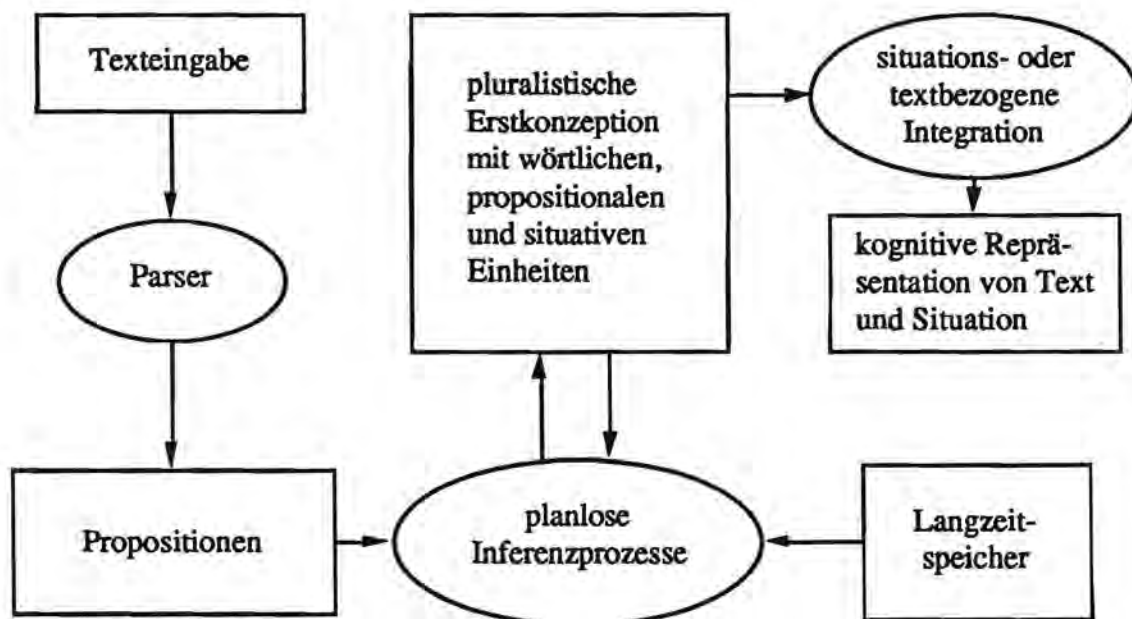 Texteingabe
Parser
Propositionen
pluralistische
Erstkonzeption
mit wörtlichen,
propositionalen
und situativen
Einheiten
planlose
Inferenzprozesse
situations- oder
textbezogene
Integration
kognitive Reprä-
sentation von Text
und Situation
Langzeit-
speicher